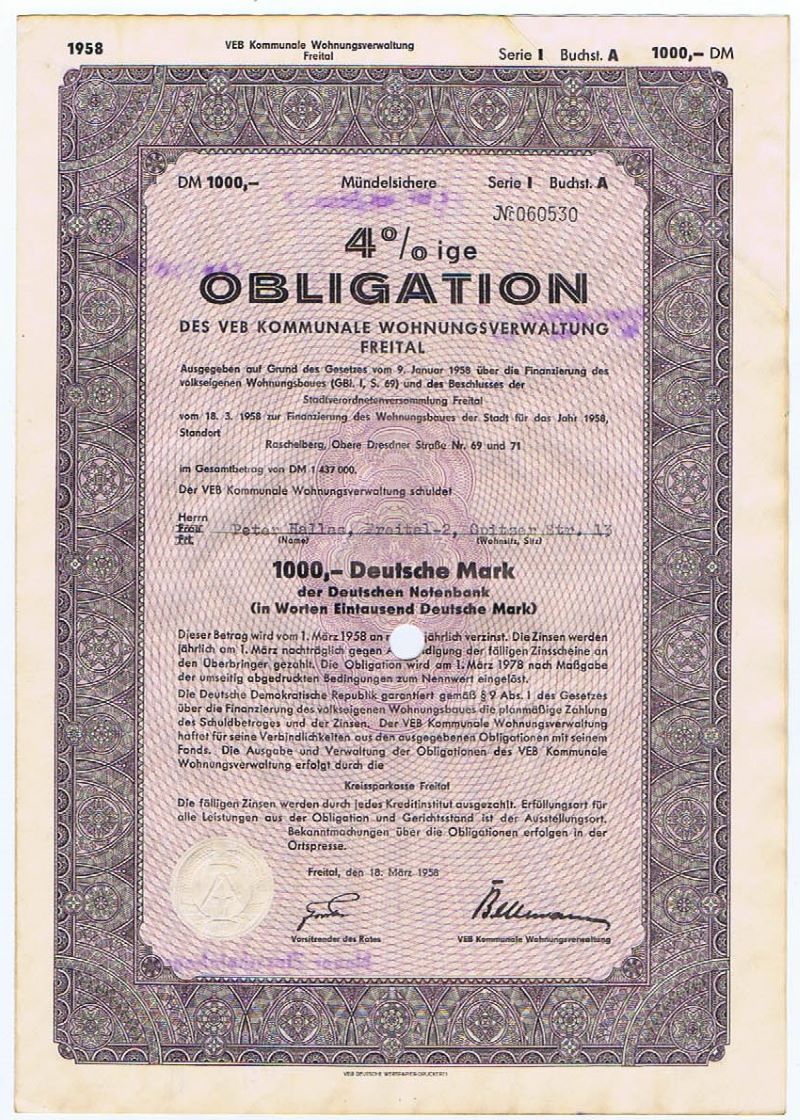 1958
VEB Kommunale Wohnungsverwaltung
Freital
Serie I Buchst. A 1000,– DM
DM 1000,– Mündelsichere Serie I Buchst. A
№ 060530
4%ige
OBLIGATION
DES VEB KOMMUNALE WOHNUNGSVERWALTUNG
FREITAL
Ausgegeben auf Grund des Gesetzes vom 9. Januar 1958 über die Finanzierung des
volkseigenen Wohnungsbaues (GBl. I, S. 69) und des Beschlusses der
Stadtverordnetenversammlung Freital
vom 18. 3. 1958 zur Finanzierung des Wohnungsbaues der Stadt für das Jahr 1958,
Standort
Raschelberg, Obere Dresdner Straße Nr. 69 und 71
im Gesamtbetrag von DM 1 437 000.
Der VEB Kommunale Wohnungsverwaltung schuldet
Herrn
Frau Peter Hallas, Freital-2, Opitzer Str. 13
Frl. (Name) (Wohnsitz, Sitz)
1000,– Deutsche Mark
der Deutschen Notenbank
(in Worten Eintausend Deutsche Mark)
Dieser Betrag wird vom 1. März 1958 an jährlich verzinst. Die Zinsen werden
jährlich am 1. März nachträglich gegen der fälligen Zinsscheine an
den Überbringer gezahlt. Die Obligation wird am 1. März 1978 nach Maßgabe
der umseitig abgedruckten Bedingungen zum Nennwert eingelöst.
Die Deutsche Demokratische Republik garantiert gemäß § 9 Abs. 1 des Gesetzes
über die Finanzierung des volkseigenen Wohnungsbaues die planmäßige Zahlung
des Schuldbetrages und der Zinsen. Der VEB Kommunale Wohnungsverwaltung
haftet für seine Verbindlichkeiten aus den ausgegebenen Obligationen mit seinem
Fonds. Die Ausgabe und Verwaltung der Obligationen des VEB Kommunale
Wohnungsverwaltung erfolgt durch die
Kreissparkasse Freital
Die fälligen Zinsen werden durch jedes Kreditinstitut ausgezahlt. Erfüllungsort für
alle Leistungen aus der Obligation und Gerichtsstand ist der Ausstellungsort.
Bekanntmachungen über die Obligationen erfolgen in der
Ortspresse.
Freital, den 18. März 1958
Bellmann
Vorsitzender des Rates VEB Kommunale Wohnungsverwaltung
VEB DEUTSCHE WERTPAPIER-DRUCKEREI